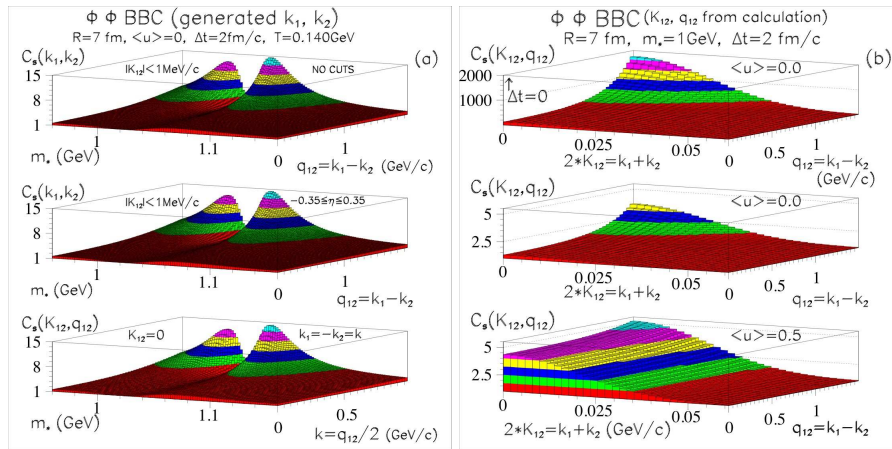 ϕ ϕ BBC (generated k₁, k₂)
R=7 fm, <u>=0, Δt=2fm/c, T=0.140GeV
(a)
Cₛ(k₁,k₂)
|K₁₂|<1MeV/c
NO CUTS
15
8
1
1
1.1
0
1
m⁎ (GeV)
q₁₂=k₁−k₂ (GeV/c)
Cₛ(k₁,k₂)
|K₁₂|<1MeV/c
−0.35≤η≤0.35
15
8
1
1
1.1
0
1
m⁎ (GeV)
q₁₂=k₁−k₂
Cₛ(K₁₂,q₁₂)
K₁₂=0
k₁=−k₂=k
15
8
1
1
1.1
0
0.5
m⁎ (GeV)
k=q₁₂/2 (GeV/c)
ϕ ϕ BBC (K₁₂, q₁₂ from calculation)
R=7 fm, m⁎=1GeV, Δt=2 fm/c
(b)
Cₛ(K₁₂,q₁₂)
<u>=0.0
2000
Δt=0
1000
0
0.025
0.05
0
1
2*K₁₂=k₁+k₂
q₁₂=k₁−k₂
(GeV/c)
Cₛ(K₁₂,q₁₂)
<u>=0.0
5
2.5
0
0.025
0.05
0
1
2*K₁₂=k₁+k₂
q₁₂=k₁−k₂
Cₛ(K₁₂,q₁₂)
<u>=0.5
5
2.5
0
0.025
0.05
0
1
2*K₁₂=k₁+k₂ (GeV/c)
q₁₂=k₁−k₂